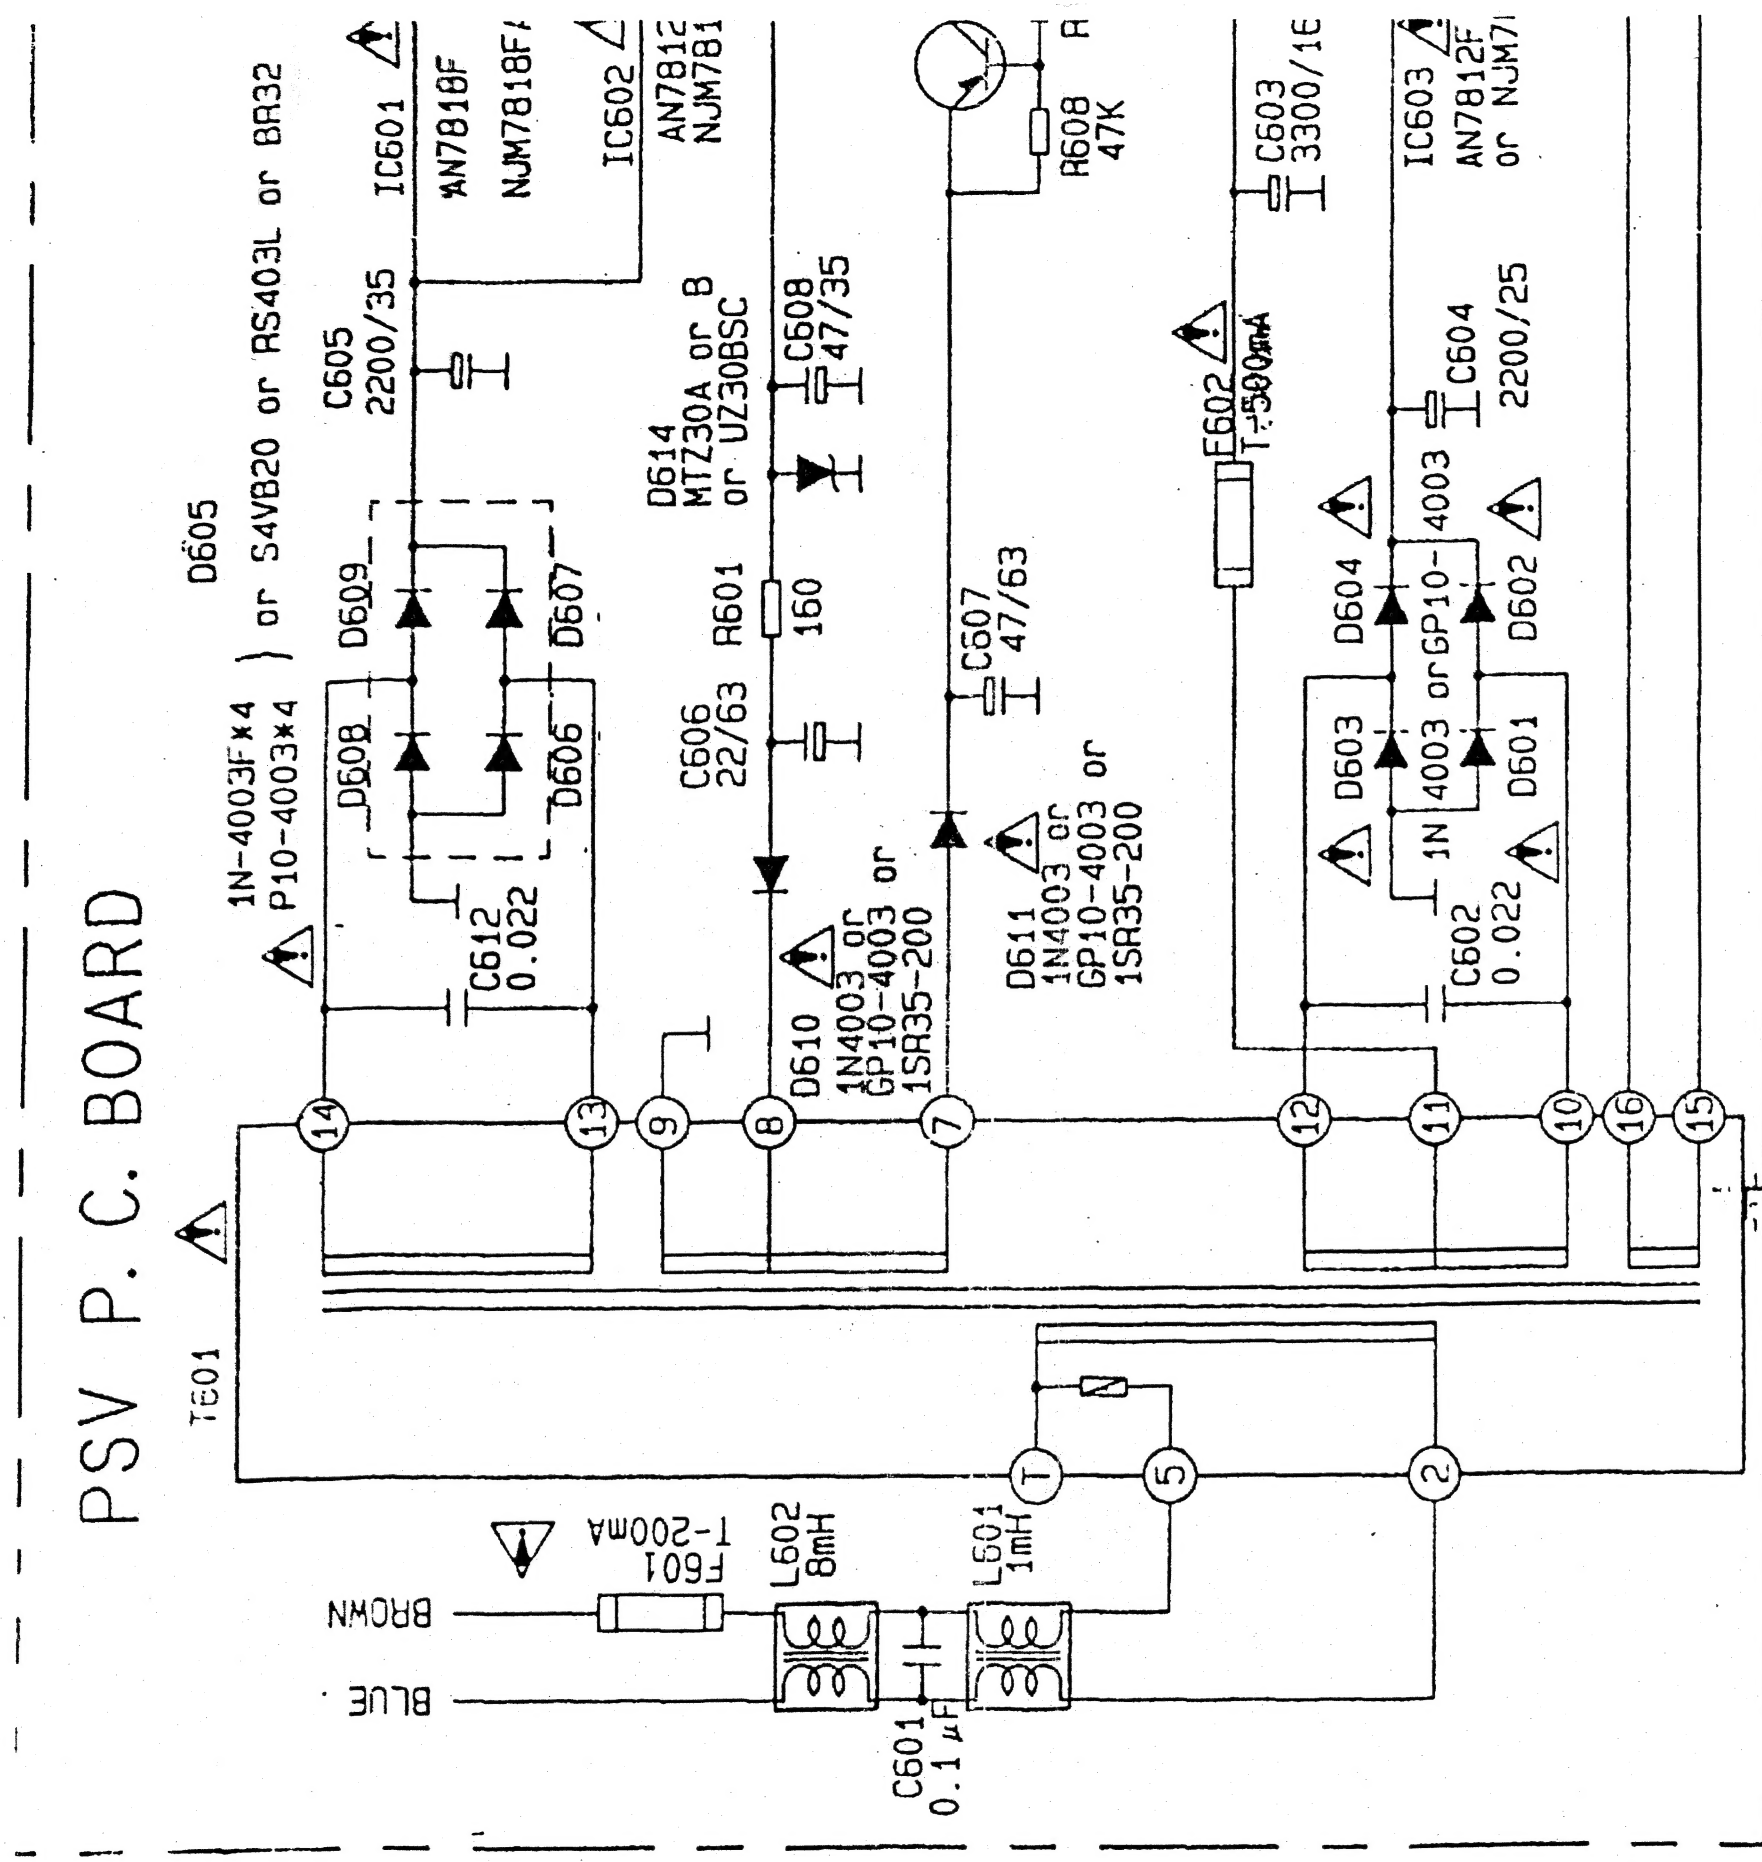 PSV P. C. BOARD
D605
1N-4003F*4
P10-4003*4
} or S4VB20 or RS403L or BR32
C605
2200/35
IC601
AN7818F
NJM7818F
IC602
AN7812
NJM781
D609
D607
D608
D606
C612
0.022
D614
MTZ30A or B
or UZ30BSC
C608
47/35
R601
160
C606
22/63
D610
1N4003 or
GP10-4003 or
1SR35-200
R
R608
47K
C607
47/63
D611
1N4003 or
GP10-4003 or
1SR35-200
F602
T-500mA
C603
3300/16
IC603
AN7812F
or NJM7
C604
2200/25
D604
D602
D603
D601
1N 4003 or GP10-4003
C602
0.022
14
13
9
8
7
12
11
10
16
15
T601
T
5
2
BROWN
BLUE
F601
T-200mA
L602
8mH
L601
1mH
C601
0.1 μF